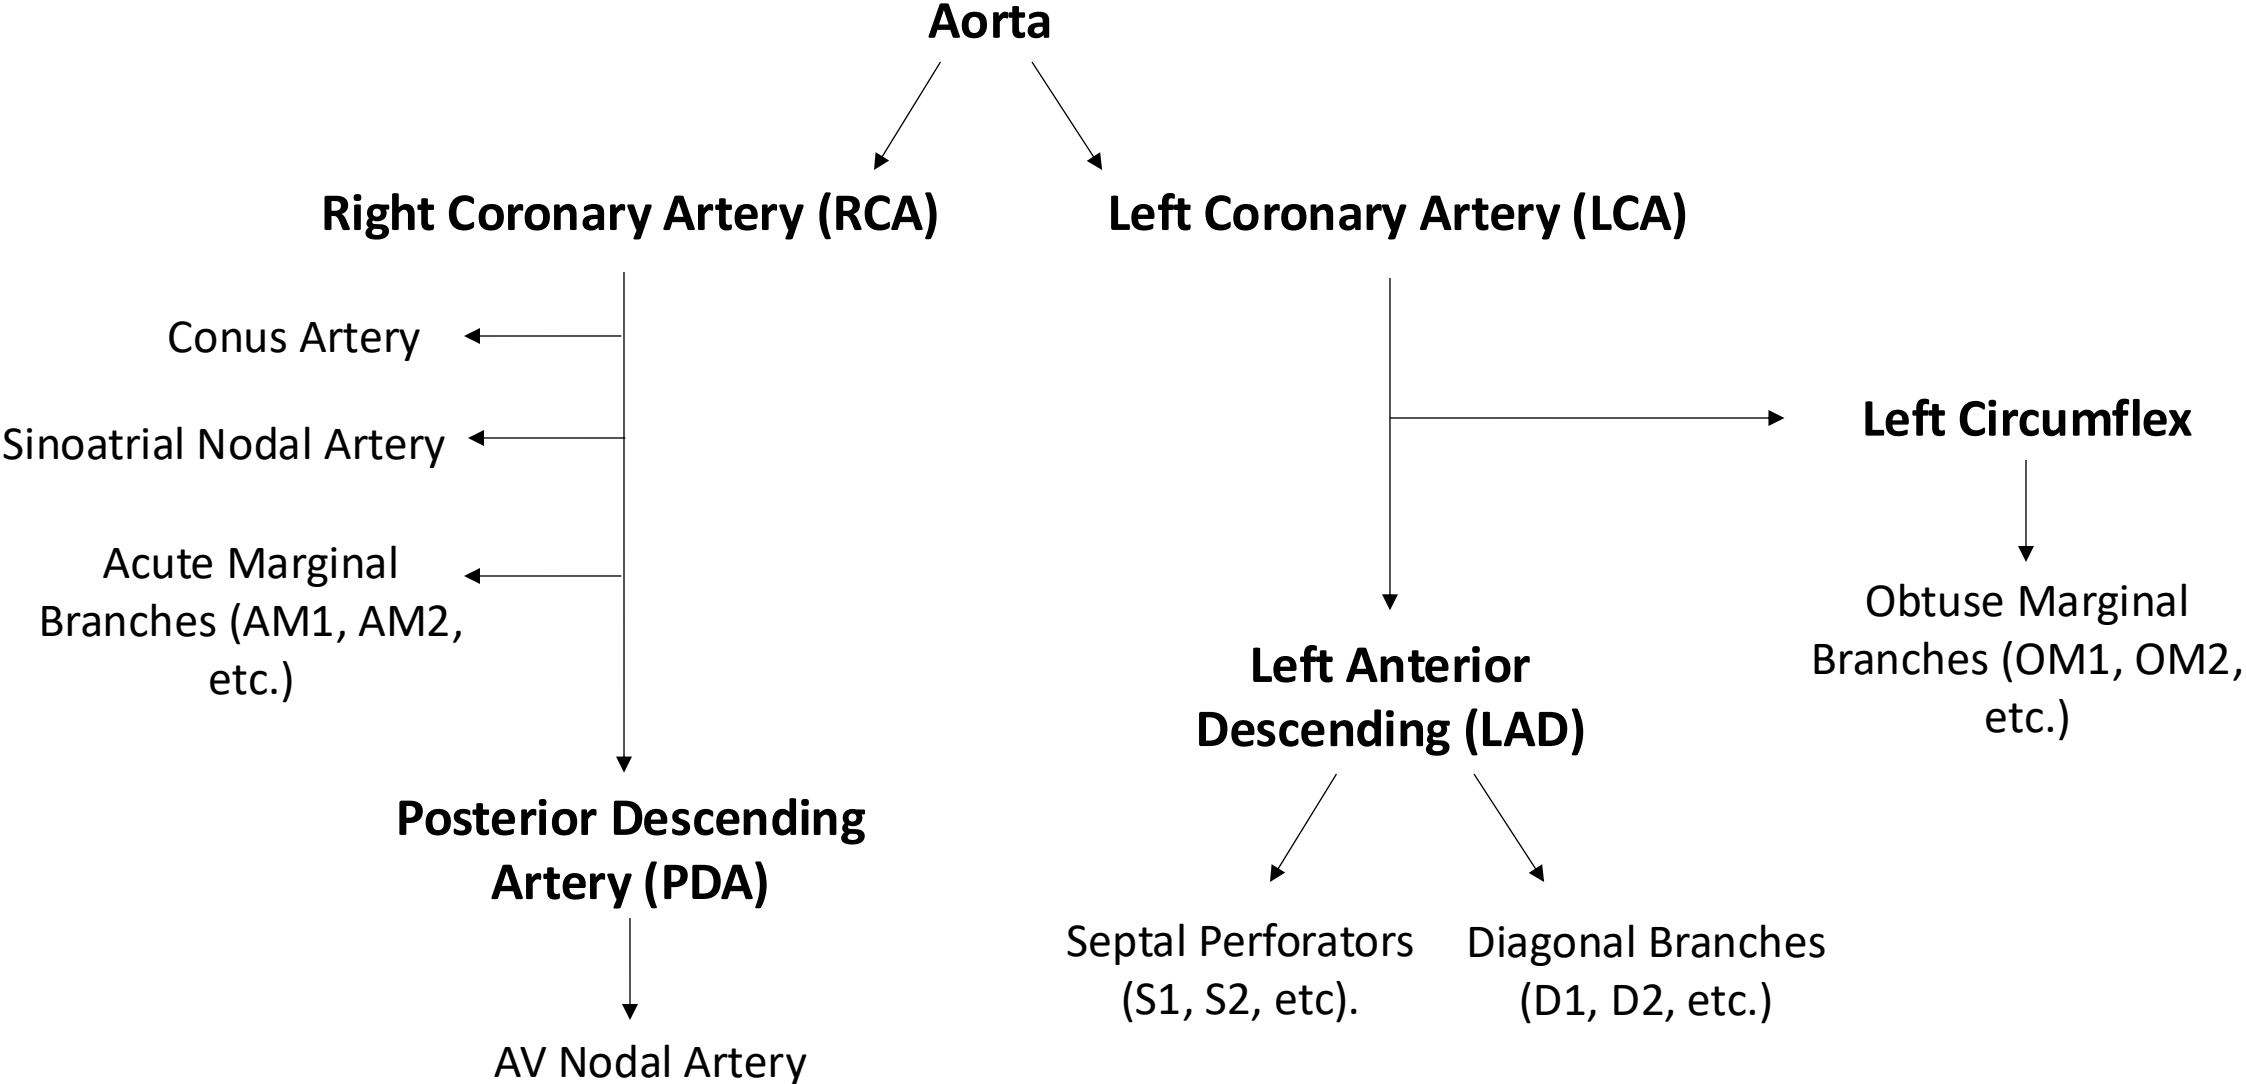 Aorta
Right Coronary Artery (RCA)
Left Coronary Artery (LCA)
Conus Artery
Sinoatrial Nodal Artery
Acute Marginal
Branches (AM1, AM2,
etc.)
Posterior Descending
Artery (PDA)
AV Nodal Artery
Left Circumflex
Obtuse Marginal
Branches (OM1, OM2,
etc.)
Left Anterior
Descending (LAD)
Septal Perforators
(S1, S2, etc).
Diagonal Branches
(D1, D2, etc.)